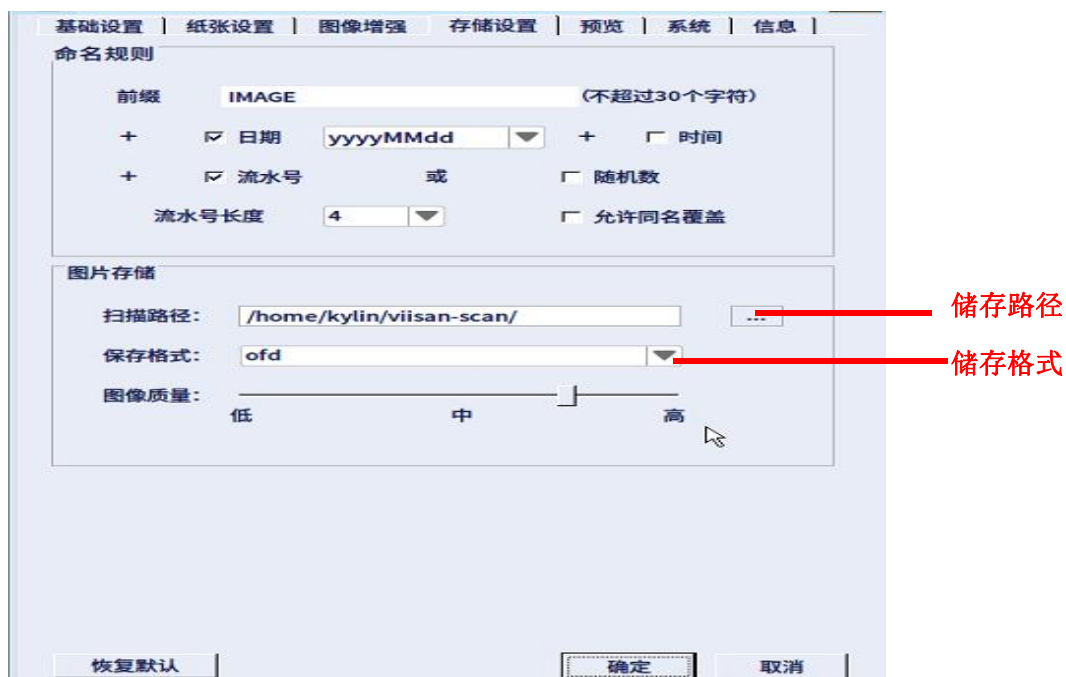 基础设置 纸张设置 图像增强 存储设置 预览 系统 信息
命名规则
前缀 IMAGE (不超过30个字符)
+ 日期 yyyyMMdd + 时间
+ 流水号 或 随机数
流水号长度 4 允许同名覆盖
图片存储
扫描路径: /home/kylin/viisan-scan/ ... 储存路径
保存格式: ofd 储存格式
图像质量:
低 中 高
恢复默认 确定 取消